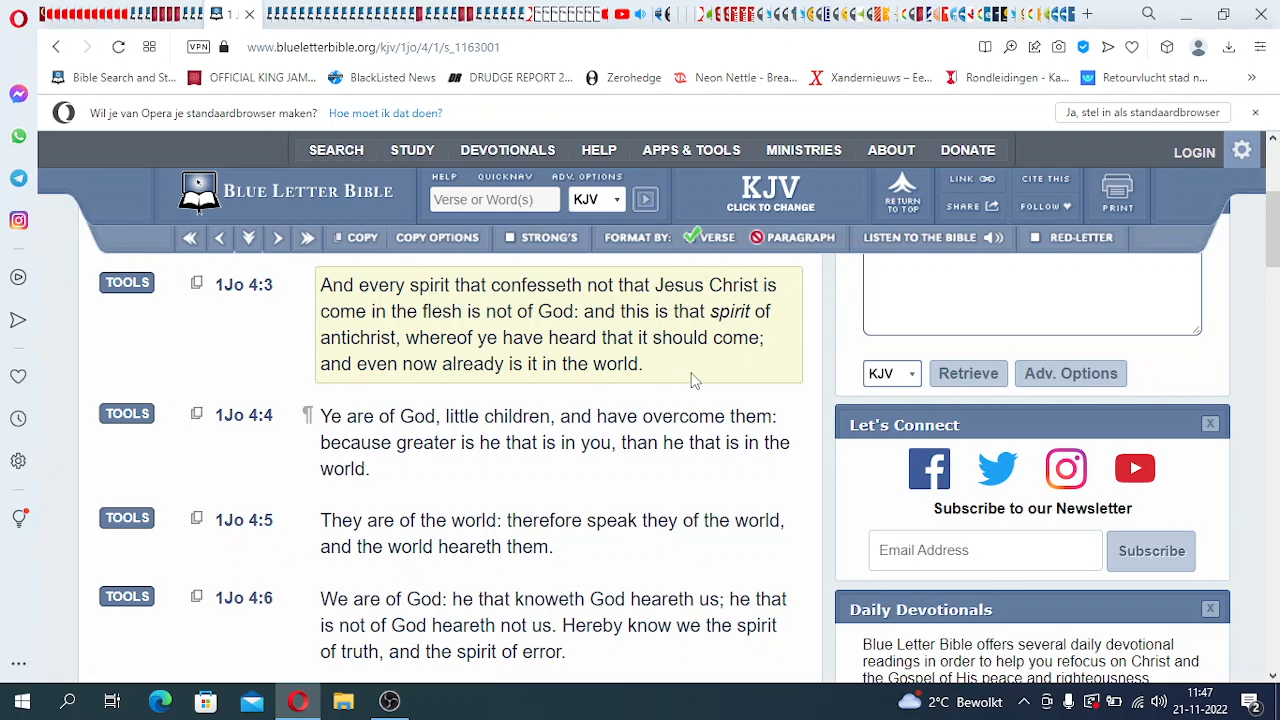 1 Jo
www.blueletterbible.org/kjv/1jo/4/1/s_1163001
VPN
Bible Search and St...
OFFICIAL KING JAM...
BlackListed News
DRUDGE REPORT 2...
Zerohedge
Neon Nettle - Brea...
Xandernieuws – Ee...
Rondleidingen - Ka...
Retourvlucht stad n...
»
Wil je van Opera je standaardbrowser maken?
Hoe moet ik dat doen?
Ja, stel in als standaardbrowser
SEARCH
STUDY
DEVOTIONALS
HELP
APPS & TOOLS
MINISTRIES
ABOUT
DONATE
LOGIN
BLUE LETTER BIBLE
HELP
QUICKNAV
ADV. OPTIONS
Verse or Word(s)
KJV
KJV
CLICK TO CHANGE
RETURN
TO TOP
LINK
CITE THIS
SHARE
FOLLOW
PRINT
COPY
COPY OPTIONS
STRONG'S
FORMAT BY:
VERSE
PARAGRAPH
LISTEN TO THE BIBLE
RED-LETTER
TOOLS
1Jo 4:3
And every spirit that confesseth not that Jesus Christ is
come in the flesh is not of God: and this is that spirit of
antichrist, whereof ye have heard that it should come;
and even now already is it in the world.
TOOLS
1Jo 4:4
¶ Ye are of God, little children, and have overcome them:
because greater is he that is in you, than he that is in the
world.
TOOLS
1Jo 4:5
They are of the world: therefore speak they of the world,
and the world heareth them.
TOOLS
1Jo 4:6
We are of God: he that knoweth God heareth us; he that
is not of God heareth not us. Hereby know we the spirit
of truth, and the spirit of error.
KJV
Retrieve
Adv. Options
Let's Connect
X
Subscribe to our Newsletter
Email Address
Subscribe
Daily Devotionals
X
Blue Letter Bible offers several daily devotional
readings in order to help you refocus on Christ and
the Gospel of His peace and righteousness
2°C Bewolkt
11:47
21-11-2022
2